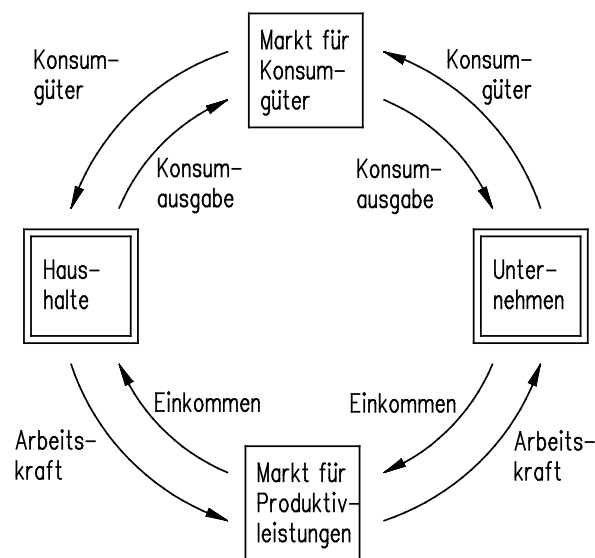 Markt für
Konsum-
güter
Konsum-
güter
Konsum-
güter
Konsum-
ausgabe
Konsum-
ausgabe
Haus-
halte
Unter-
nehmen
Einkommen
Einkommen
Arbeits-
kraft
Arbeits-
kraft
Markt für
Produktiv-
leistungen